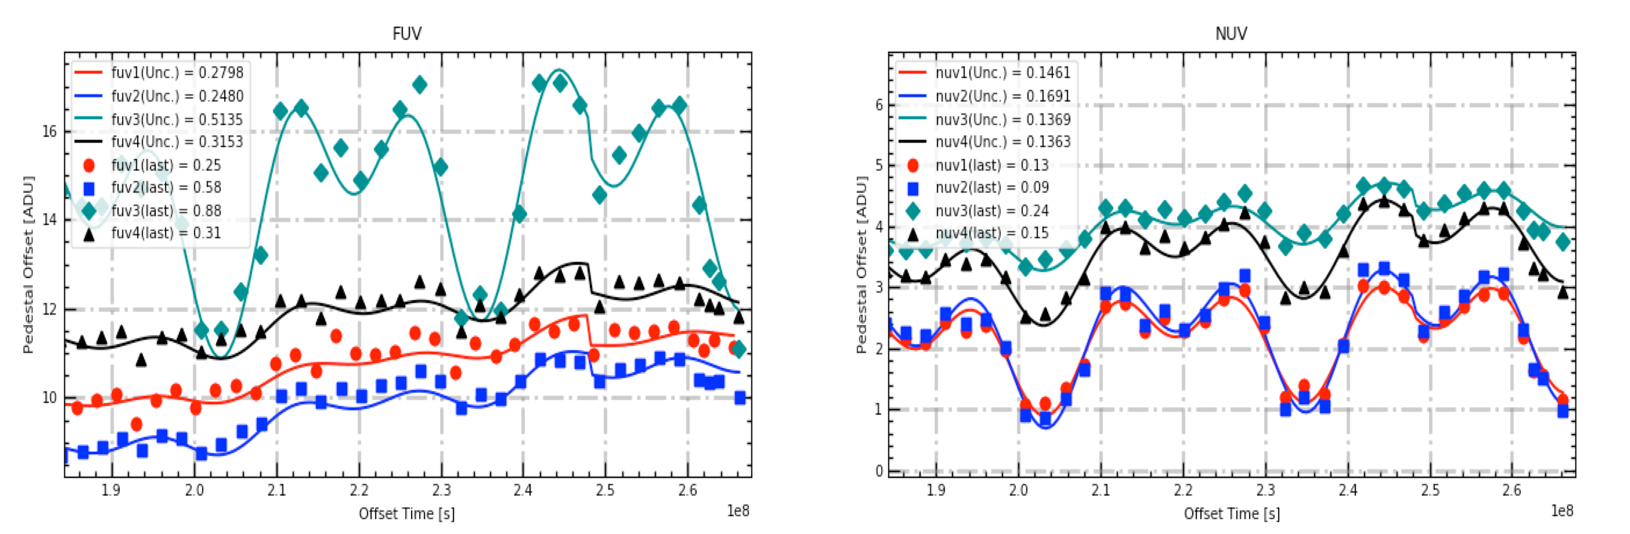 FUV
fuv1(Unc.) = 0.2798
fuv2(Unc.) = 0.2480
fuv3(Unc.) = 0.5135
fuv4(Unc.) = 0.3153
fuv1(last) = 0.25
fuv2(last) = 0.58
fuv3(last) = 0.88
fuv4(last) = 0.31
Pedestal Offset [ADU]
16
14
12
10
1.9 2.0 2.1 2.2 2.3 2.4 2.5 2.6
1e8
Offset Time [s]
NUV
nuv1(Unc.) = 0.1461
nuv2(Unc.) = 0.1691
nuv3(Unc.) = 0.1369
nuv4(Unc.) = 0.1363
nuv1(last) = 0.13
nuv2(last) = 0.09
nuv3(last) = 0.24
nuv4(last) = 0.15
Pedestal Offset [ADU]
6
5
4
3
2
1
0
1.9 2.0 2.1 2.2 2.3 2.4 2.5 2.6
1e8
Offset Time [s]